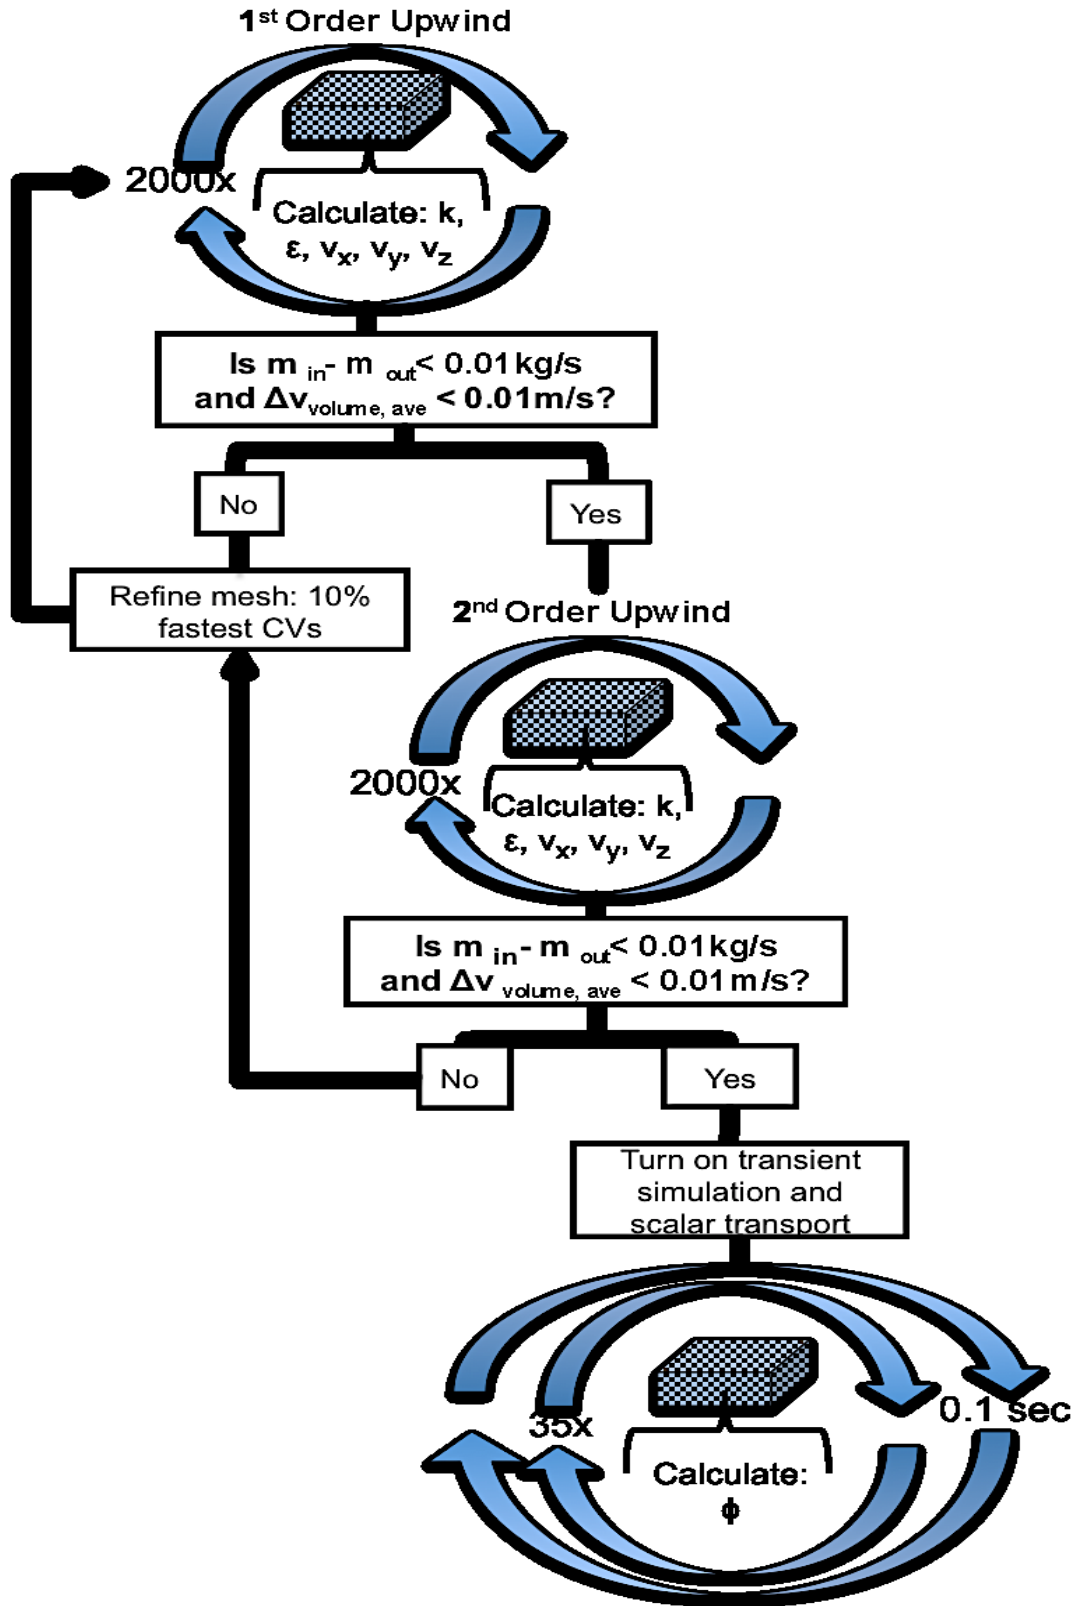 1st Order Upwind
2000x
Calculate: k,
ε, vx, vy, vz
Is m in- m out< 0.01kg/s
and Δvvolume, ave < 0.01m/s?
No
Yes
Refine mesh: 10%
fastest CVs
2nd Order Upwind
2000x
Calculate: k,
ε, vx, vy, vz
Is m in- m out< 0.01kg/s
and Δv volume, ave < 0.01m/s?
No
Yes
Turn on transient
simulation and
scalar transport
35x
0.1 sec
Calculate:
ϕ